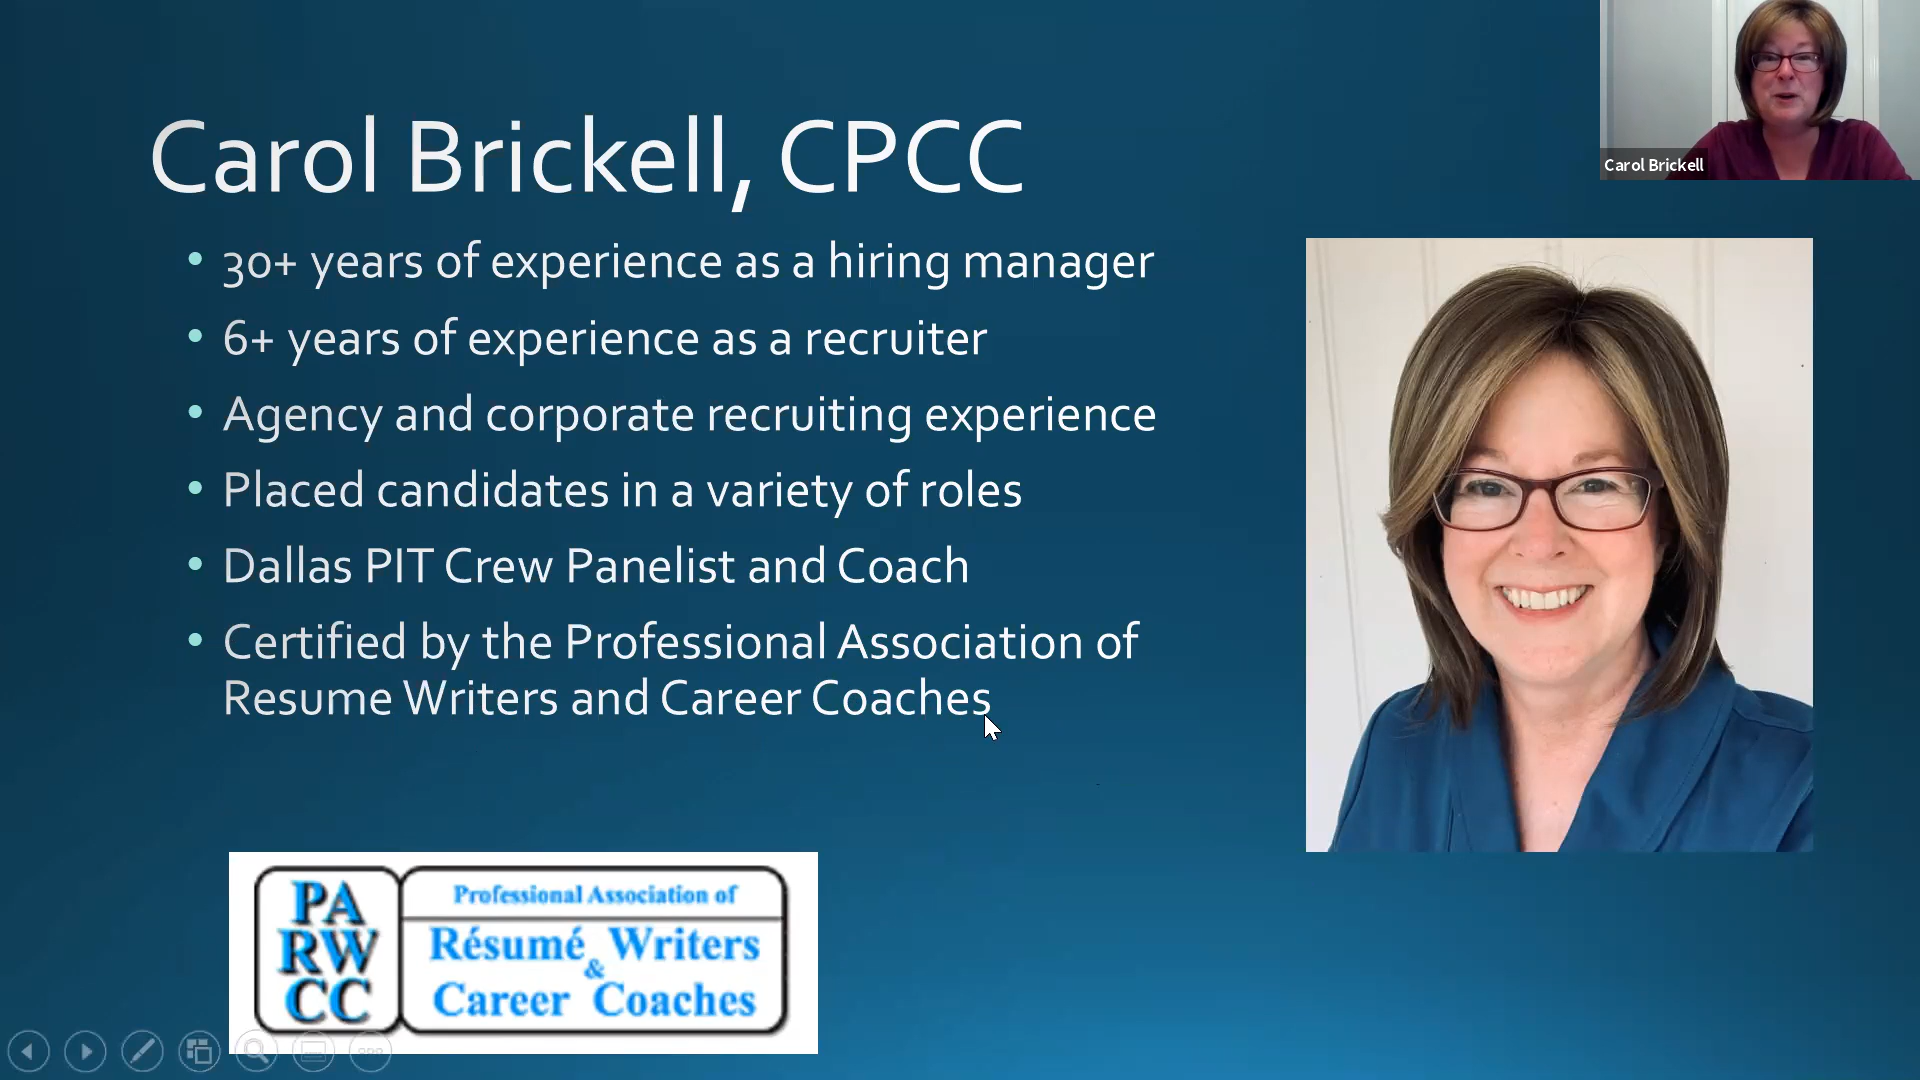 Carol Brickell, CPCC
Carol Brickell
• 30+ years of experience as a hiring manager
• 6+ years of experience as a recruiter
• Agency and corporate recruiting experience
• Placed candidates in a variety of roles
• Dallas PIT Crew Panelist and Coach
• Certified by the Professional Association of
Resume Writers and Career Coaches
PA
RW
CC
Professional Association of
Résumé Writers
&
Career Coaches